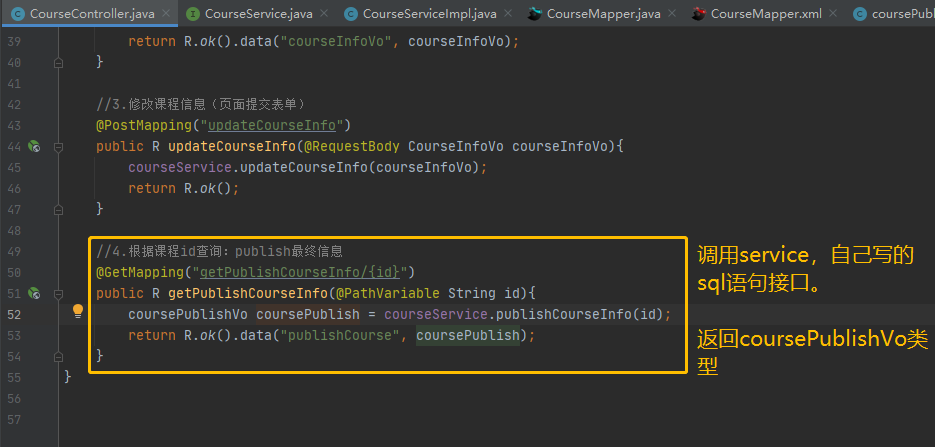 CourseController.java × CourseService.java × CourseServiceImpl.java × CourseMapper.java × CourseMapper.xml × coursePubl
39 return R.ok().data("courseInfoVo", courseInfoVo);
40 }
41
42 //3.修改课程信息（页面提交表单）
43 @PostMapping("updateCourseInfo")
44 public R updateCourseInfo(@RequestBody CourseInfoVo courseInfoVo){
45 courseService.updateCourseInfo(courseInfoVo);
46 return R.ok();
47 }
48
49 //4.根据课程id查询：publish最终信息
50 @GetMapping("getPublishCourseInfo/{id}")
51 public R getPublishCourseInfo(@PathVariable String id){
52 coursePublishVo coursePublish = courseService.publishCourseInfo(id);
53 return R.ok().data("publishCourse", coursePublish);
54 }
55 }
56
57
调用service，自己写的
sql语句接口。
返回coursePublishVo类
型